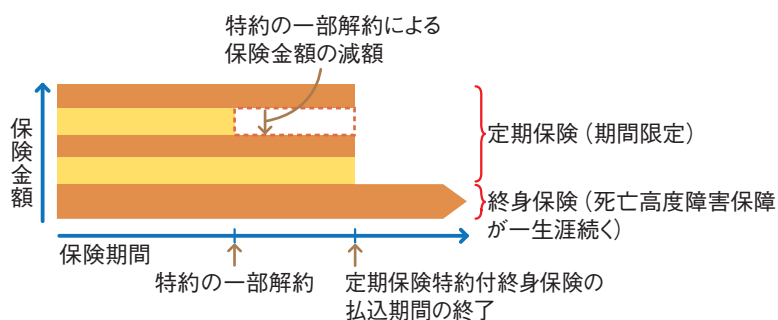 特約の一部解約による
保険金額の減額
保険金額
定期保険（期間限定）
終身保険（死亡高度障害保障
が一生涯続く）
保険期間
特約の一部解約
定期保険特約付終身保険の
払込期間の終了